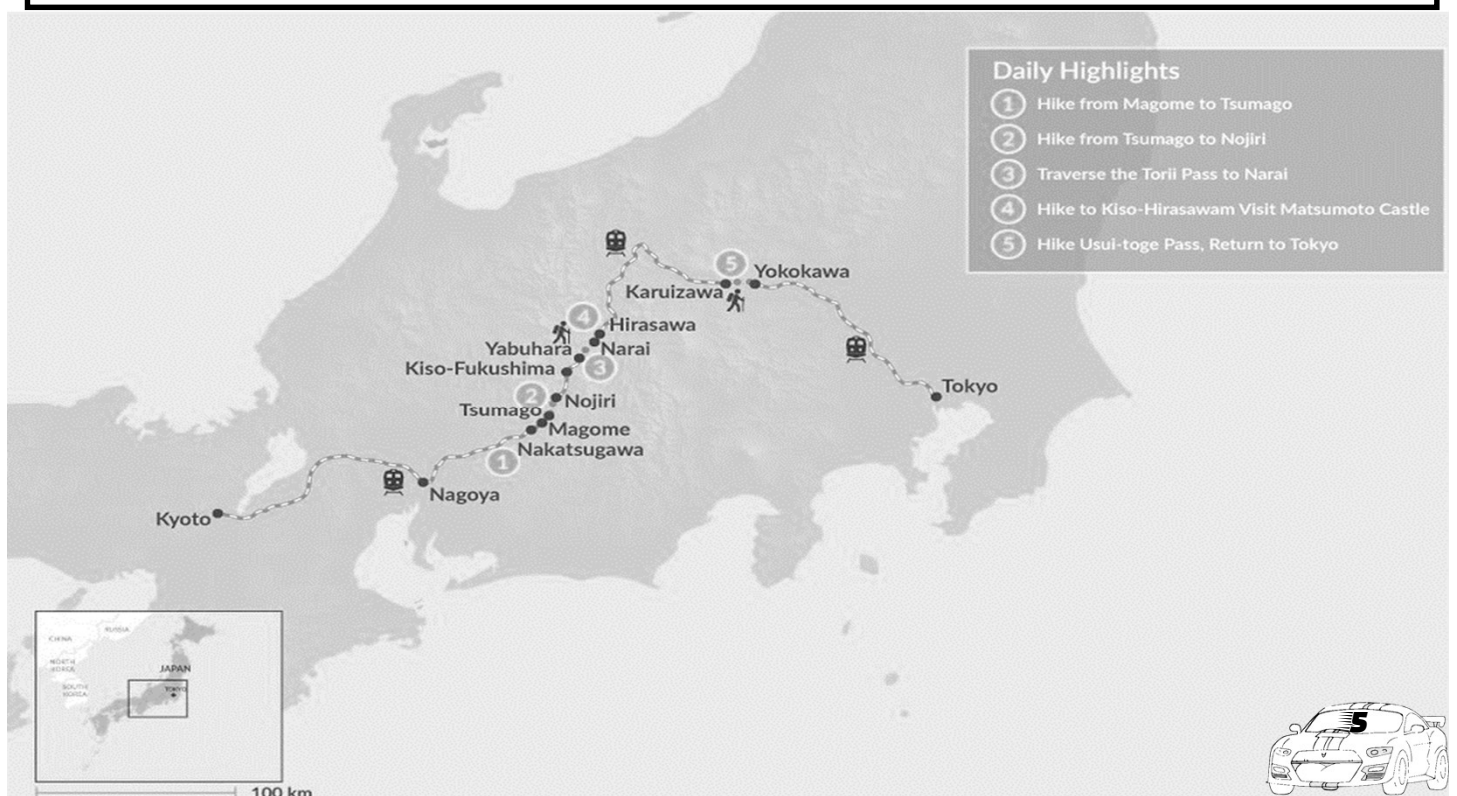 Daily Highlights
1 Hike from Magome to Tsumago
2 Hike from Tsumago to Nojiri
3 Traverse the Torii Pass to Narai
4 Hike to Kiso-Hirasawam Visit Matsumoto Castle
5 Hike Usui-toge Pass, Return to Tokyo
5
Yokokawa
Karuizawa
4
Hirasawa
Yabuhara
Narai
Kiso-Fukushima
3
Tokyo
2
Nojiri
Tsumago
Magome
Nakatsugawa
1
Nagoya
Kyoto
RUSSIA
CHINA
NORTH
KOREA
JAPAN
SOUTH
KOREA
TOKYO
100 km
5